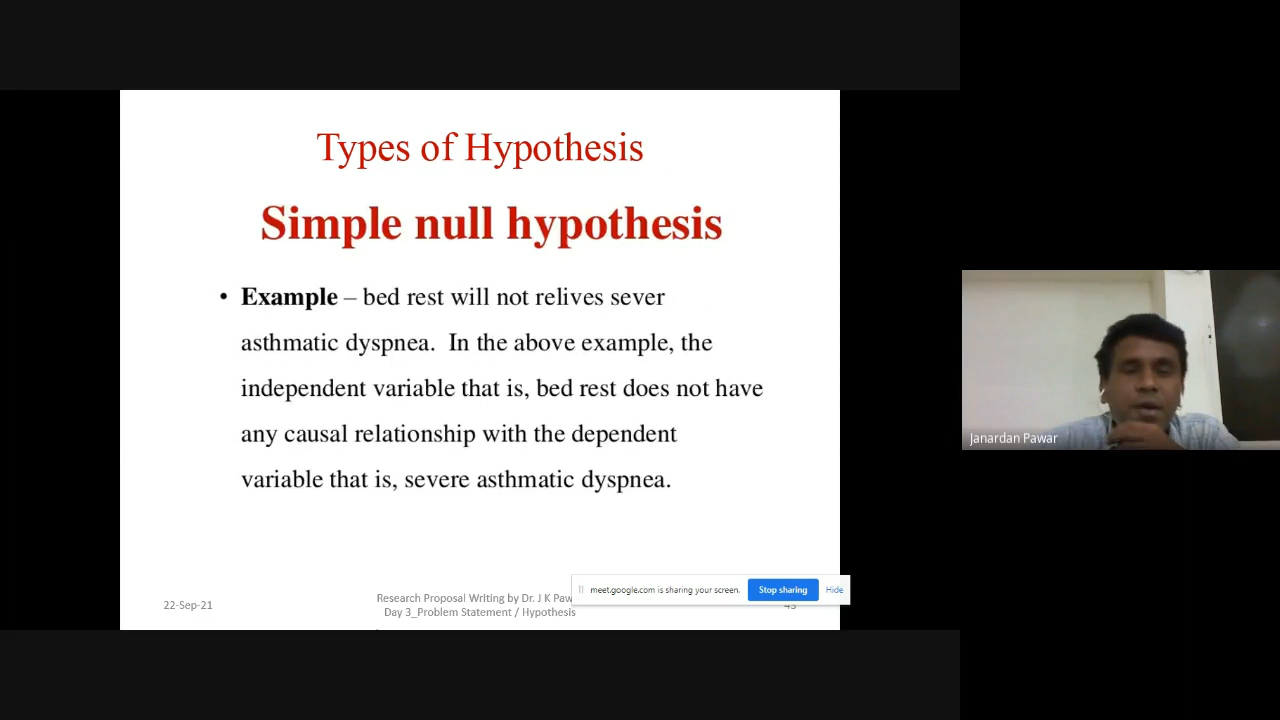 Types of Hypothesis
Simple null hypothesis
• Example – bed rest will not relives sever
asthmatic dyspnea. In the above example, the
independent variable that is, bed rest does not have
any causal relationship with the dependent
variable that is, severe asthmatic dyspnea.
22-Sep-21
Research Proposal Writing by Dr. J K Paw
Day 3_Problem Statement / Hypothesis
meet.google.com is sharing your screen.
Stop sharing
Hide
Janardan Pawar